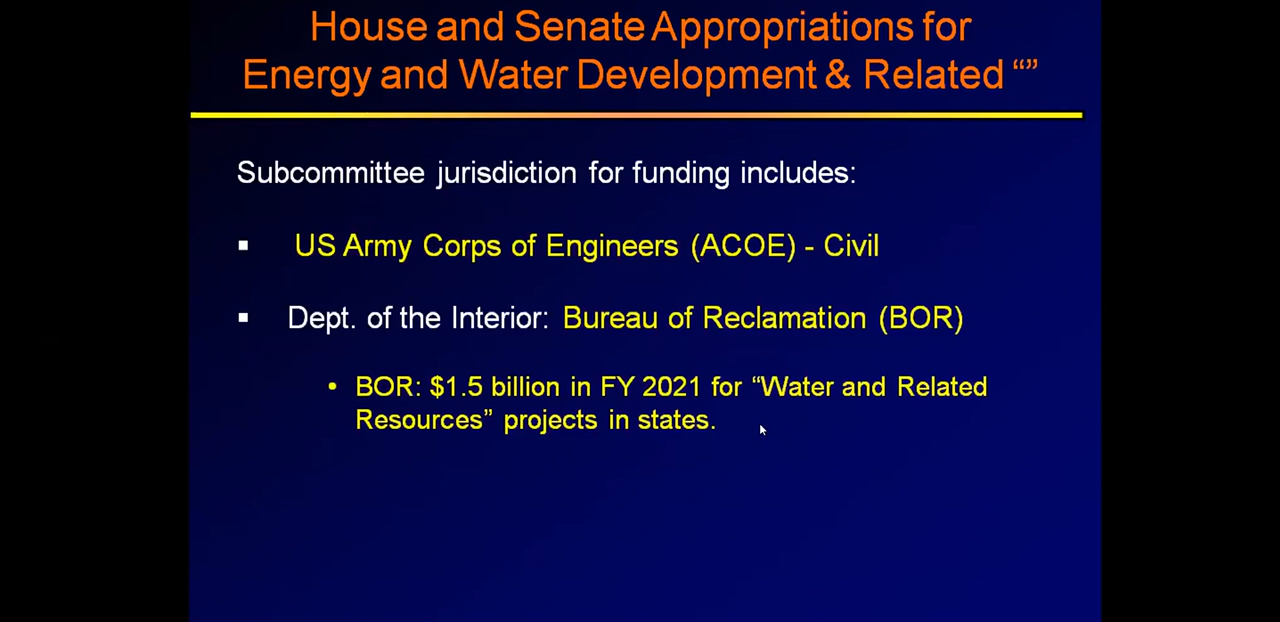 House and Senate Appropriations for
Energy and Water Development & Related “”
Subcommittee jurisdiction for funding includes:
▪ US Army Corps of Engineers (ACOE) - Civil
▪ Dept. of the Interior: Bureau of Reclamation (BOR)
• BOR: $1.5 billion in FY 2021 for “Water and Related
Resources” projects in states.